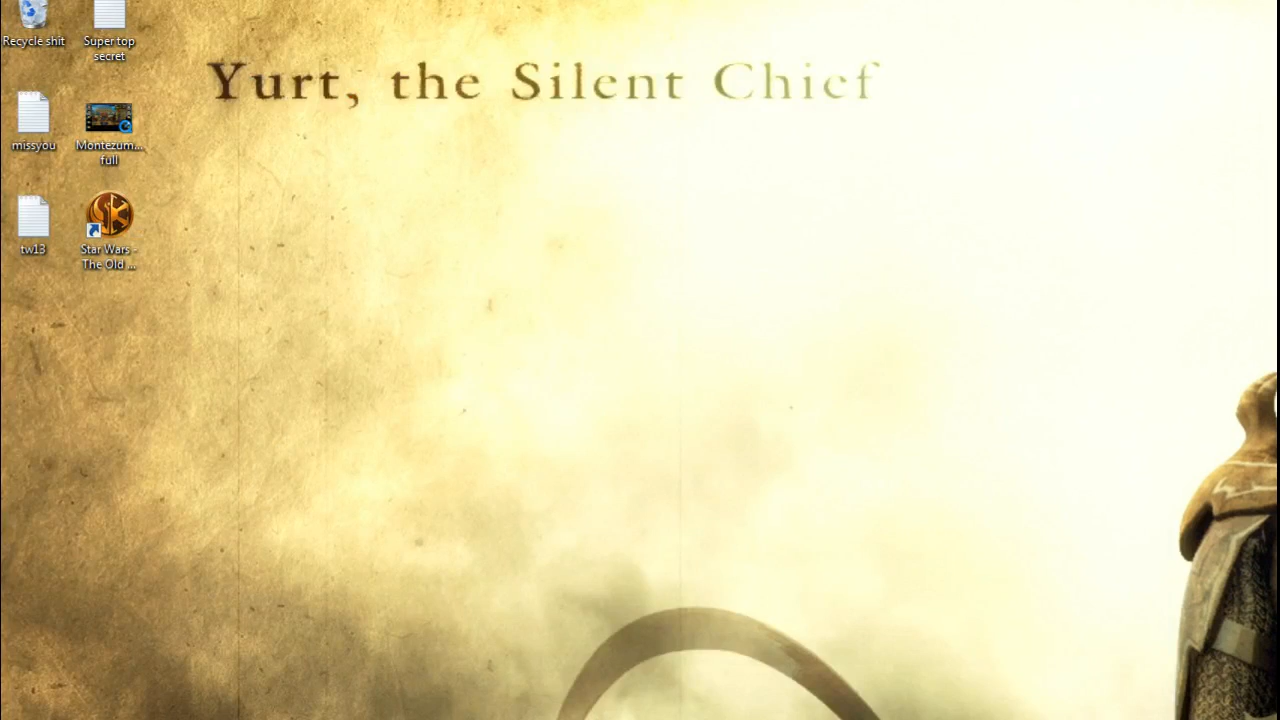 Recycle shit
Super top
secret
Yurt, the Silent Chief
missyou
Montezum...
full
tw13
Star Wars -
The Old ...